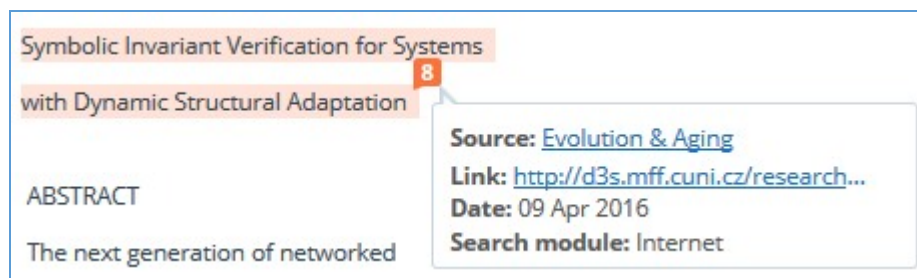 Symbolic Invariant Verification for Systems
8
with Dynamic Structural Adaptation
Source: Evolution & Aging
Link: http://d3s.mff.cuni.cz/research...
Date: 09 Apr 2016
Search module: Internet
ABSTRACT
The next generation of networked